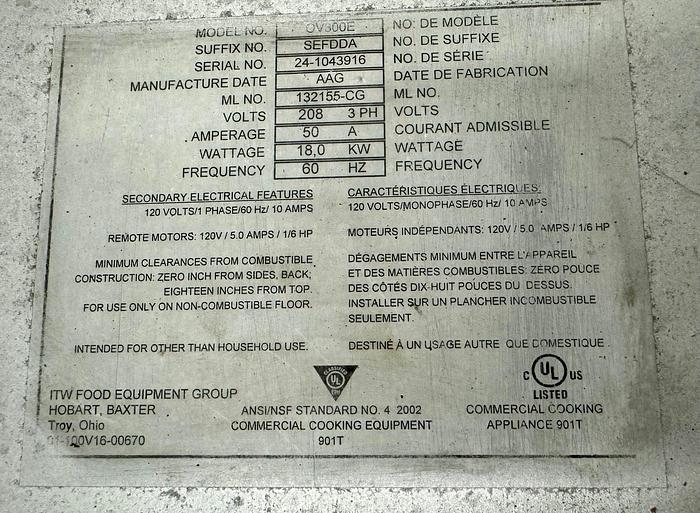 MODEL NO. OV500E NO: DE MODÈLE
SUFFIX NO. SEFDDA NO. DE SUFFIXE
SERIAL NO. 24-1043916 NO. DE SÉRIE
MANUFACTURE DATE AAG DATE DE FABRICATION
ML NO. 132155-CG ML NO.
VOLTS 208 3 PH VOLTS
AMPERAGE 50 A COURANT ADMISSIBLE
WATTAGE 18,0 KW WATTAGE
FREQUENCY 60 HZ FREQUENCY
SECONDARY ELECTRICAL FEATURES
120 VOLTS/1 PHASE/60 Hz/ 10 AMPS
REMOTE MOTORS: 120V / 5.0 AMPS / 1/6 HP
MINIMUM CLEARANCES FROM COMBUSTIBLE
CONSTRUCTION: ZERO INCH FROM SIDES, BACK;
EIGHTEEN INCHES FROM TOP.
FOR USE ONLY ON NON-COMBUSTIBLE FLOOR.
INTENDED FOR OTHER THAN HOUSEHOLD USE.
CARACTÉRISTIQUES ÉLECTRIQUES.
120 VOLTS/MONOPHASE/60 Hz/ 10 AMPS
MOTEURS INDÉPENDANTS: 120V / 5.0 AMPS / 1/6 HP
DÉGAGEMENTS MINIMUM ENTRE L'APPAREIL
ET DES MATIÈRES COMBUSTIBLES: ZÉRO POUCE
DES CÔTÉS DIX-HUIT POUCES DU DESSUS.
INSTALLER SUR UN PLANCHER INCOMBUSTIBLE
SEULEMENT.
DESTINÉ À UN USAGE AUTRE QUE DOMESTIQUE.
ITW FOOD EQUIPMENT GROUP
HOBART, BAXTER
Troy, Ohio
01-100V16-00670
CLASSIFIED
UL
ANSI/NSF STANDARD NO. 4 2002
COMMERCIAL COOKING EQUIPMENT
901T
C UL US
LISTED
COMMERCIAL COOKING
APPLIANCE 901T